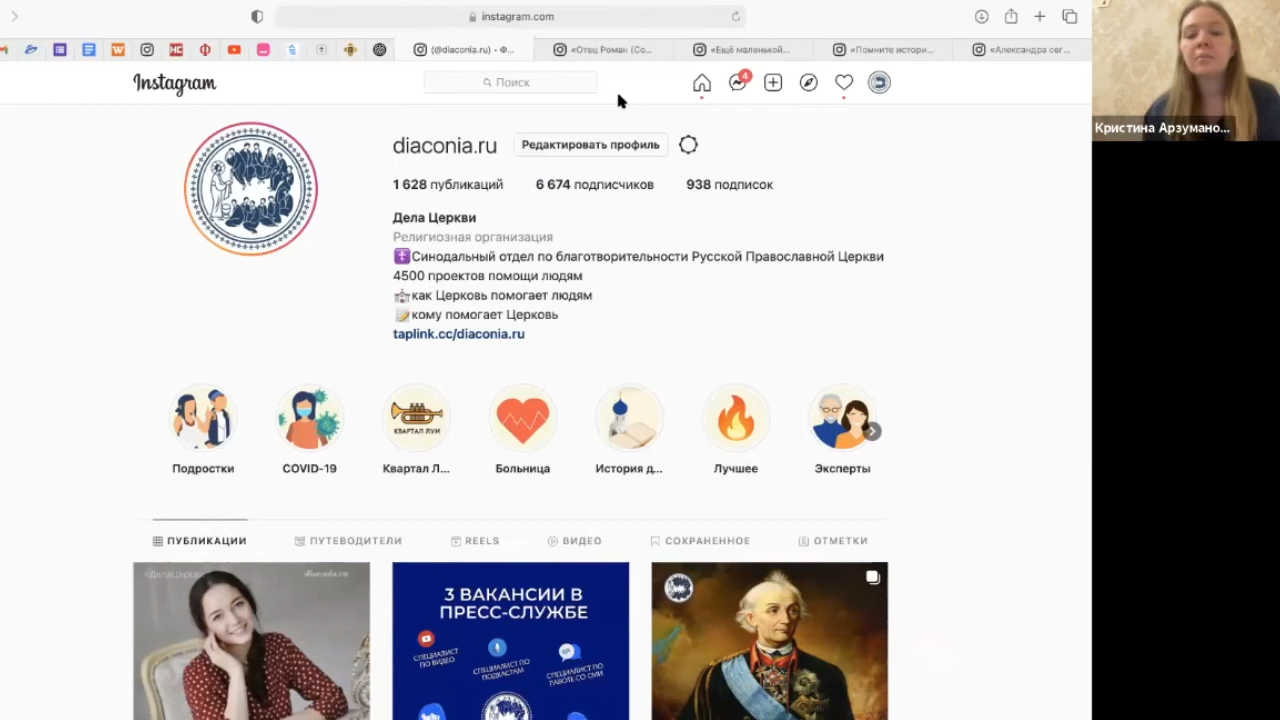 instagram.com
(@diaconia.ru) - Ф...
«Отец Роман (Со...
«Ещё маленькой...
«Помните истори...
«Александра сег...
Кристина Арзумано...
Instagram
Поиск
4
diaconia.ru
Редактировать профиль
1 628 публикаций
6 674 подписчиков
938 подписок
Дела Церкви
Религиозная организация
Синодальный отдел по благотворительности Русской Православной Церкви
4500 проектов помощи людям
как Церковь помогает людям
кому помогает Церковь
taplink.cc/diaconia.ru
КВАРТАЛ ЛУИ
Подростки
COVID-19
Квартал Л...
Больница
История д...
Лучшее
Эксперты
ПУБЛИКАЦИИ
ПУТЕВОДИТЕЛИ
REELS
ВИДЕО
СОХРАНЕННОЕ
ОТМЕТКИ
#ДелаЦеркви
diaconia.ru
3 ВАКАНСИИ В
ПРЕСС-СЛУЖБЕ
СПЕЦИАЛИСТ
ПО ВИДЕО
СПЕЦИАЛИСТ ПО
ПОДКАСТАМ
СПЕЦИАЛИСТ ПО
РАБОТЕ СО СМИ